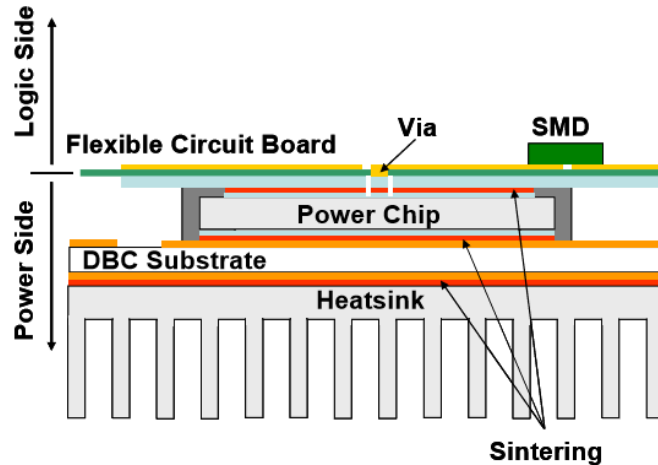 Logic Side
Flexible Circuit Board
Via
SMD
Power Side
Power Chip
DBC Substrate
Heatsink
Sintering